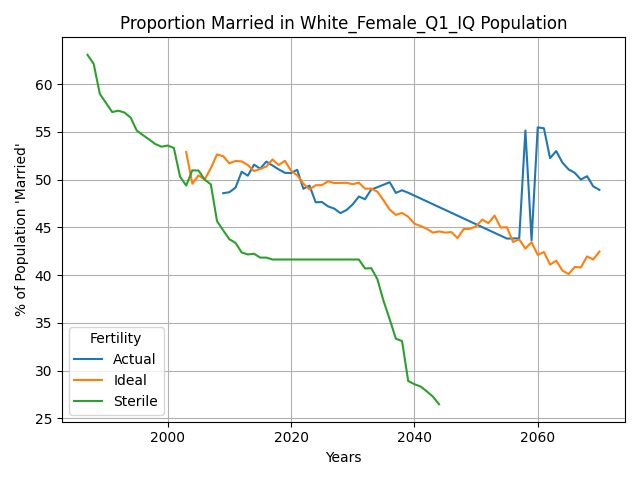 Proportion Married in White_Female_Q1_IQ Population
% of Population 'Married'
60
55
50
45
40
35
30
25
Fertility
Actual
Ideal
Sterile
2000
2020
2040
2060
Years